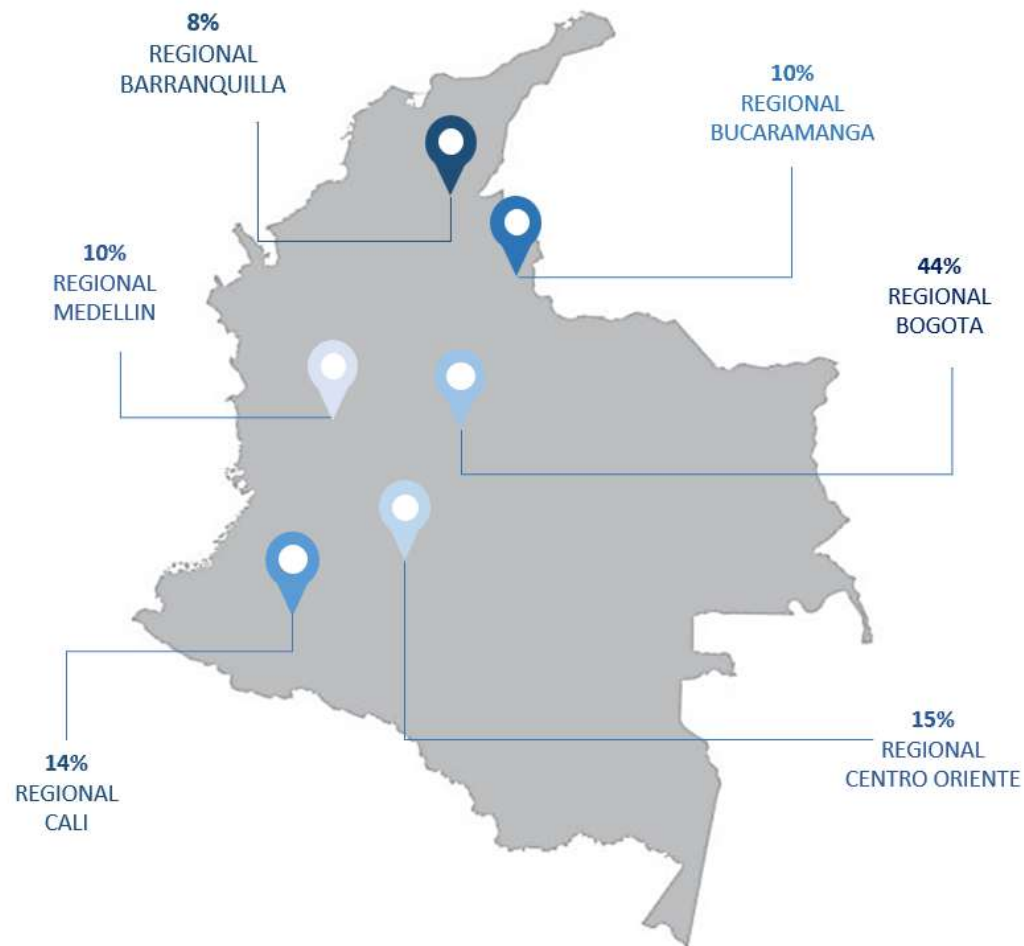 8%
REGIONAL
BARRANQUILLA
10%
REGIONAL
BUCARAMANGA
10%
REGIONAL
MEDELLIN
44%
REGIONAL
BOGOTA
14%
REGIONAL
CALI
15%
REGIONAL
CENTRO ORIENTE